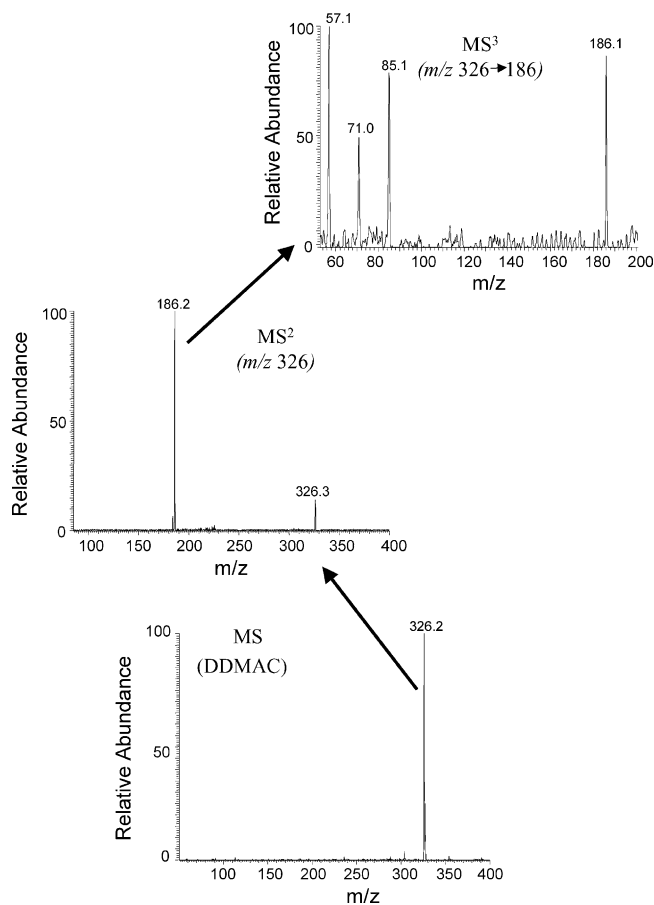 57.1
100
MS³
186.1
(m/z 326→186)
85.1
71.0
50
0
Relative Abundance
60 80 100 120 140 160 180 200
m/z
186.2
100
MS²
(m/z 326)
50
326.3
0
Relative Abundance
100 200 250 300 350 400
m/z
326.2
100
MS
(DDMAC)
50
0
Relative Abundance
100 150 200 250 300 350 400
m/z